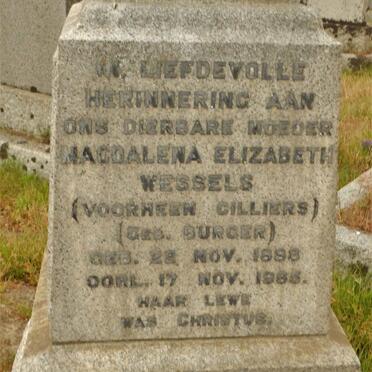 IN LIEFDEVOLLE
HERINNERING AAN
ONS DIERBARE MOEDER
MAGDALENA ELIZABETH
WESSELS
(VOORHEEN CILLIERS)
(GEB. BURGER)
GEB. 22 NOV. 1898
OORL. 17 NOV. 1965.
HAAR LEWE
WAS CHRISTUS.